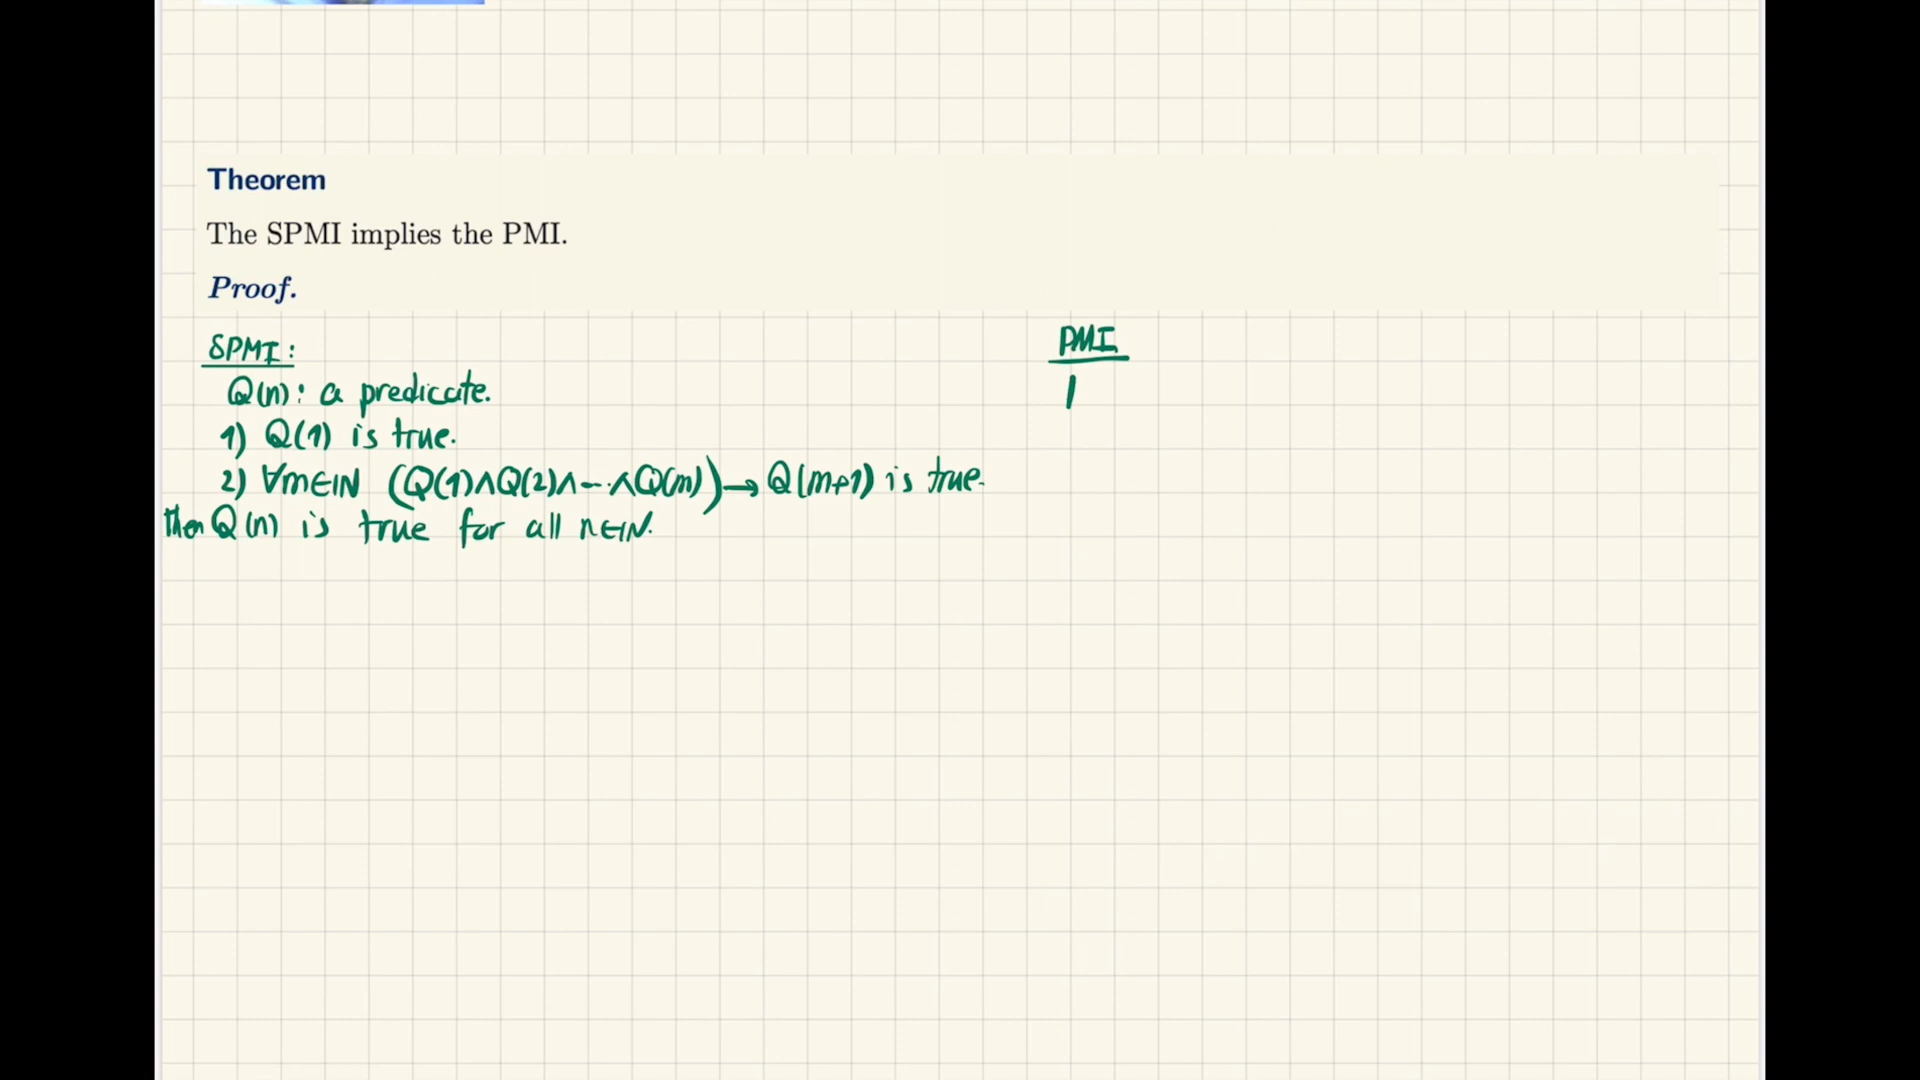 Theorem
The SPMI implies the PMI.
Proof.
SPMI:
Q(n): a predicate.
1) Q(1) is true.
2) ∀m∈ℕ (Q(1)∧Q(2)∧-··∧Q(m))→Q(m+1) is true.
then Q(n) is true for all n∈ℕ.
PMI